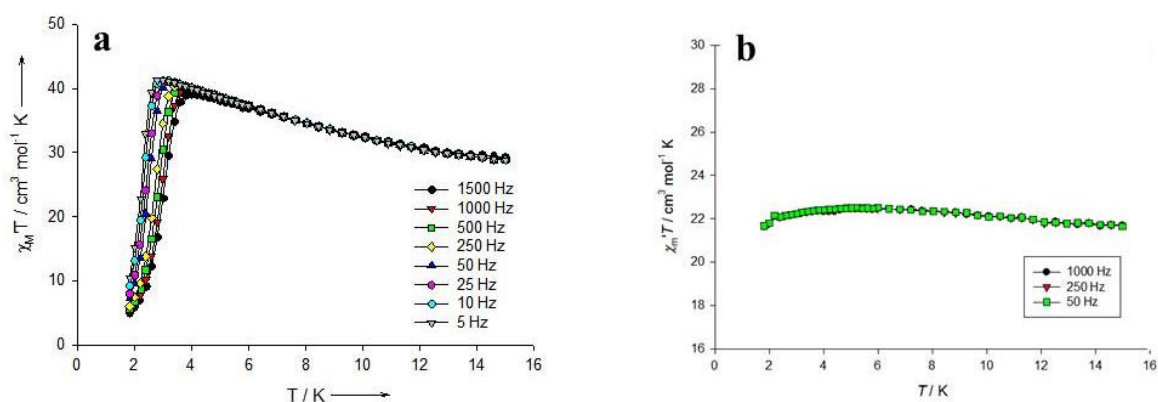 a
50
40
30
20
10
0
χM'T / cm³ mol⁻¹ K
0 2 4 6 8 10 12 14 16
T / K
1500 Hz
1000 Hz
500 Hz
250 Hz
50 Hz
25 Hz
10 Hz
5 Hz
b
30
28
26
24
22
20
18
16
χm'T / cm³ mol⁻¹ K
0 2 4 6 8 10 12 14 16
T / K
1000 Hz
250 Hz
50 Hz